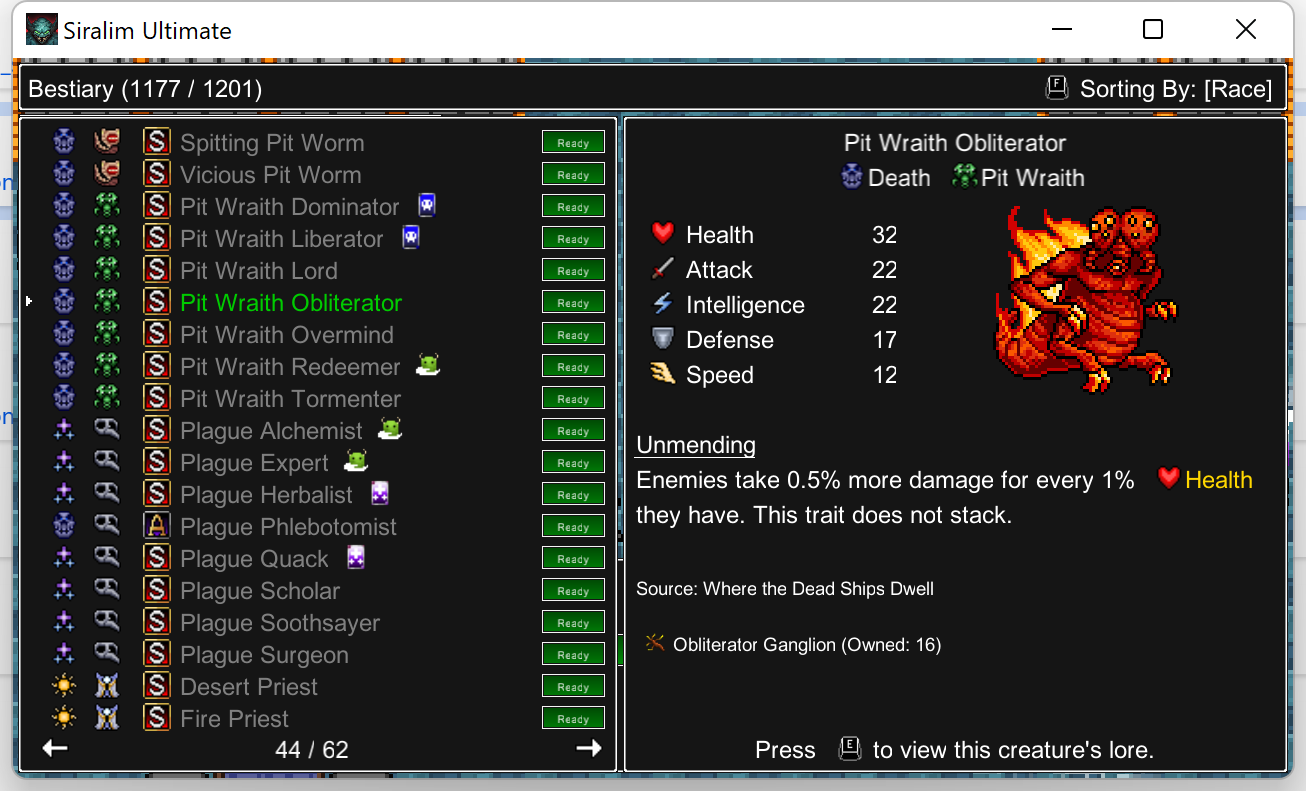 Siralim Ultimate
Bestiary (1177 / 1201)
F Sorting By: [Race]
S Spitting Pit Worm Ready
S Vicious Pit Worm Ready
S Pit Wraith Dominator Ready
S Pit Wraith Liberator Ready
S Pit Wraith Lord Ready
S Pit Wraith Obliterator Ready
S Pit Wraith Overmind Ready
S Pit Wraith Redeemer Ready
S Pit Wraith Tormenter Ready
S Plague Alchemist Ready
S Plague Expert Ready
S Plague Herbalist Ready
A Plague Phlebotomist Ready
S Plague Quack Ready
S Plague Scholar Ready
S Plague Soothsayer Ready
S Plague Surgeon Ready
S Desert Priest Ready
S Fire Priest Ready
44 / 62
Pit Wraith Obliterator
Death Pit Wraith
Health 32
Attack 22
Intelligence 22
Defense 17
Speed 12
Unmending
Enemies take 0.5% more damage for every 1% Health
they have. This trait does not stack.
Source: Where the Dead Ships Dwell
Obliterator Ganglion (Owned: 16)
Press E to view this creature's lore.